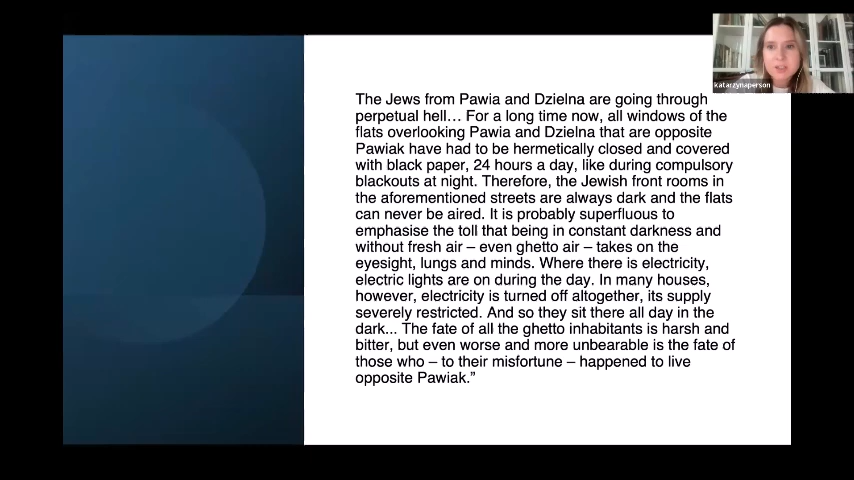 katarzynaperson
The Jews from Pawia and Dzielna are going through
perpetual hell… For a long time now, all windows of the
flats overlooking Pawia and Dzielna that are opposite
Pawiak have had to be hermetically closed and covered
with black paper, 24 hours a day, like during compulsory
blackouts at night. Therefore, the Jewish front rooms in
the aforementioned streets are always dark and the flats
can never be aired. It is probably superfluous to
emphasise the toll that being in constant darkness and
without fresh air – even ghetto air – takes on the
eyesight, lungs and minds. Where there is electricity,
electric lights are on during the day. In many houses,
however, electricity is turned off altogether, its supply
severely restricted. And so they sit there all day in the
dark... The fate of all the ghetto inhabitants is harsh and
bitter, but even worse and more unbearable is the fate of
those who – to their misfortune – happened to live
opposite Pawiak.”